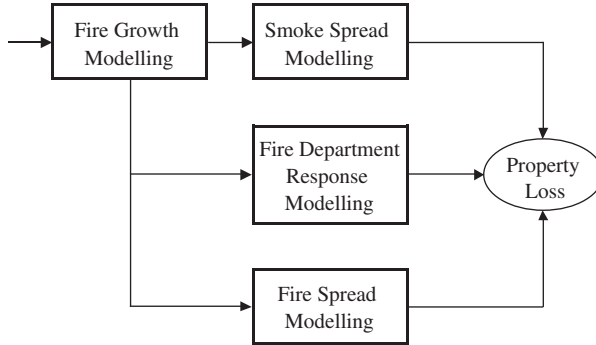 Fire Growth
Modelling
Smoke Spread
Modelling
Fire Department
Response
Modelling
Property
Loss
Fire Spread
Modelling